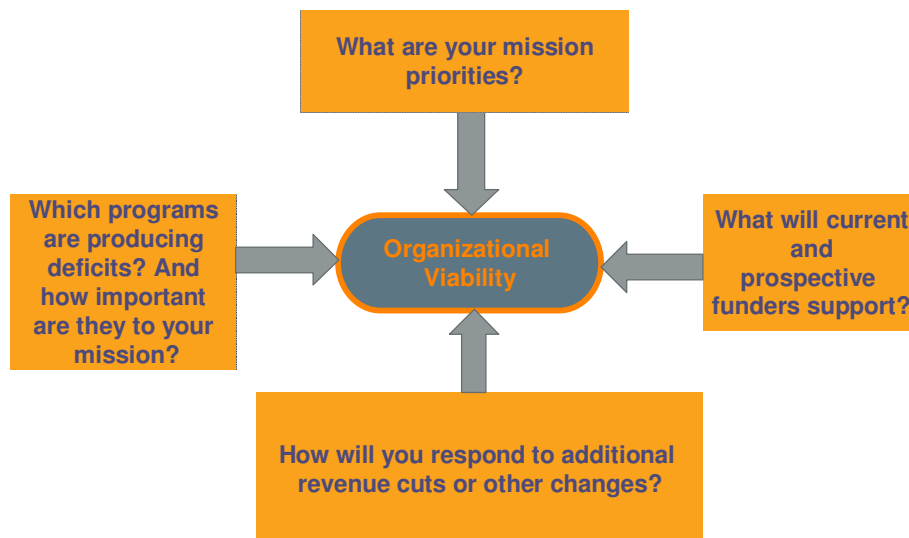 What are your mission
priorities?
Which programs
are producing
deficits? And
how important
are they to your
mission?
Organizational
Viability
What will current
and
prospective
funders support?
How will you respond to additional
revenue cuts or other changes?